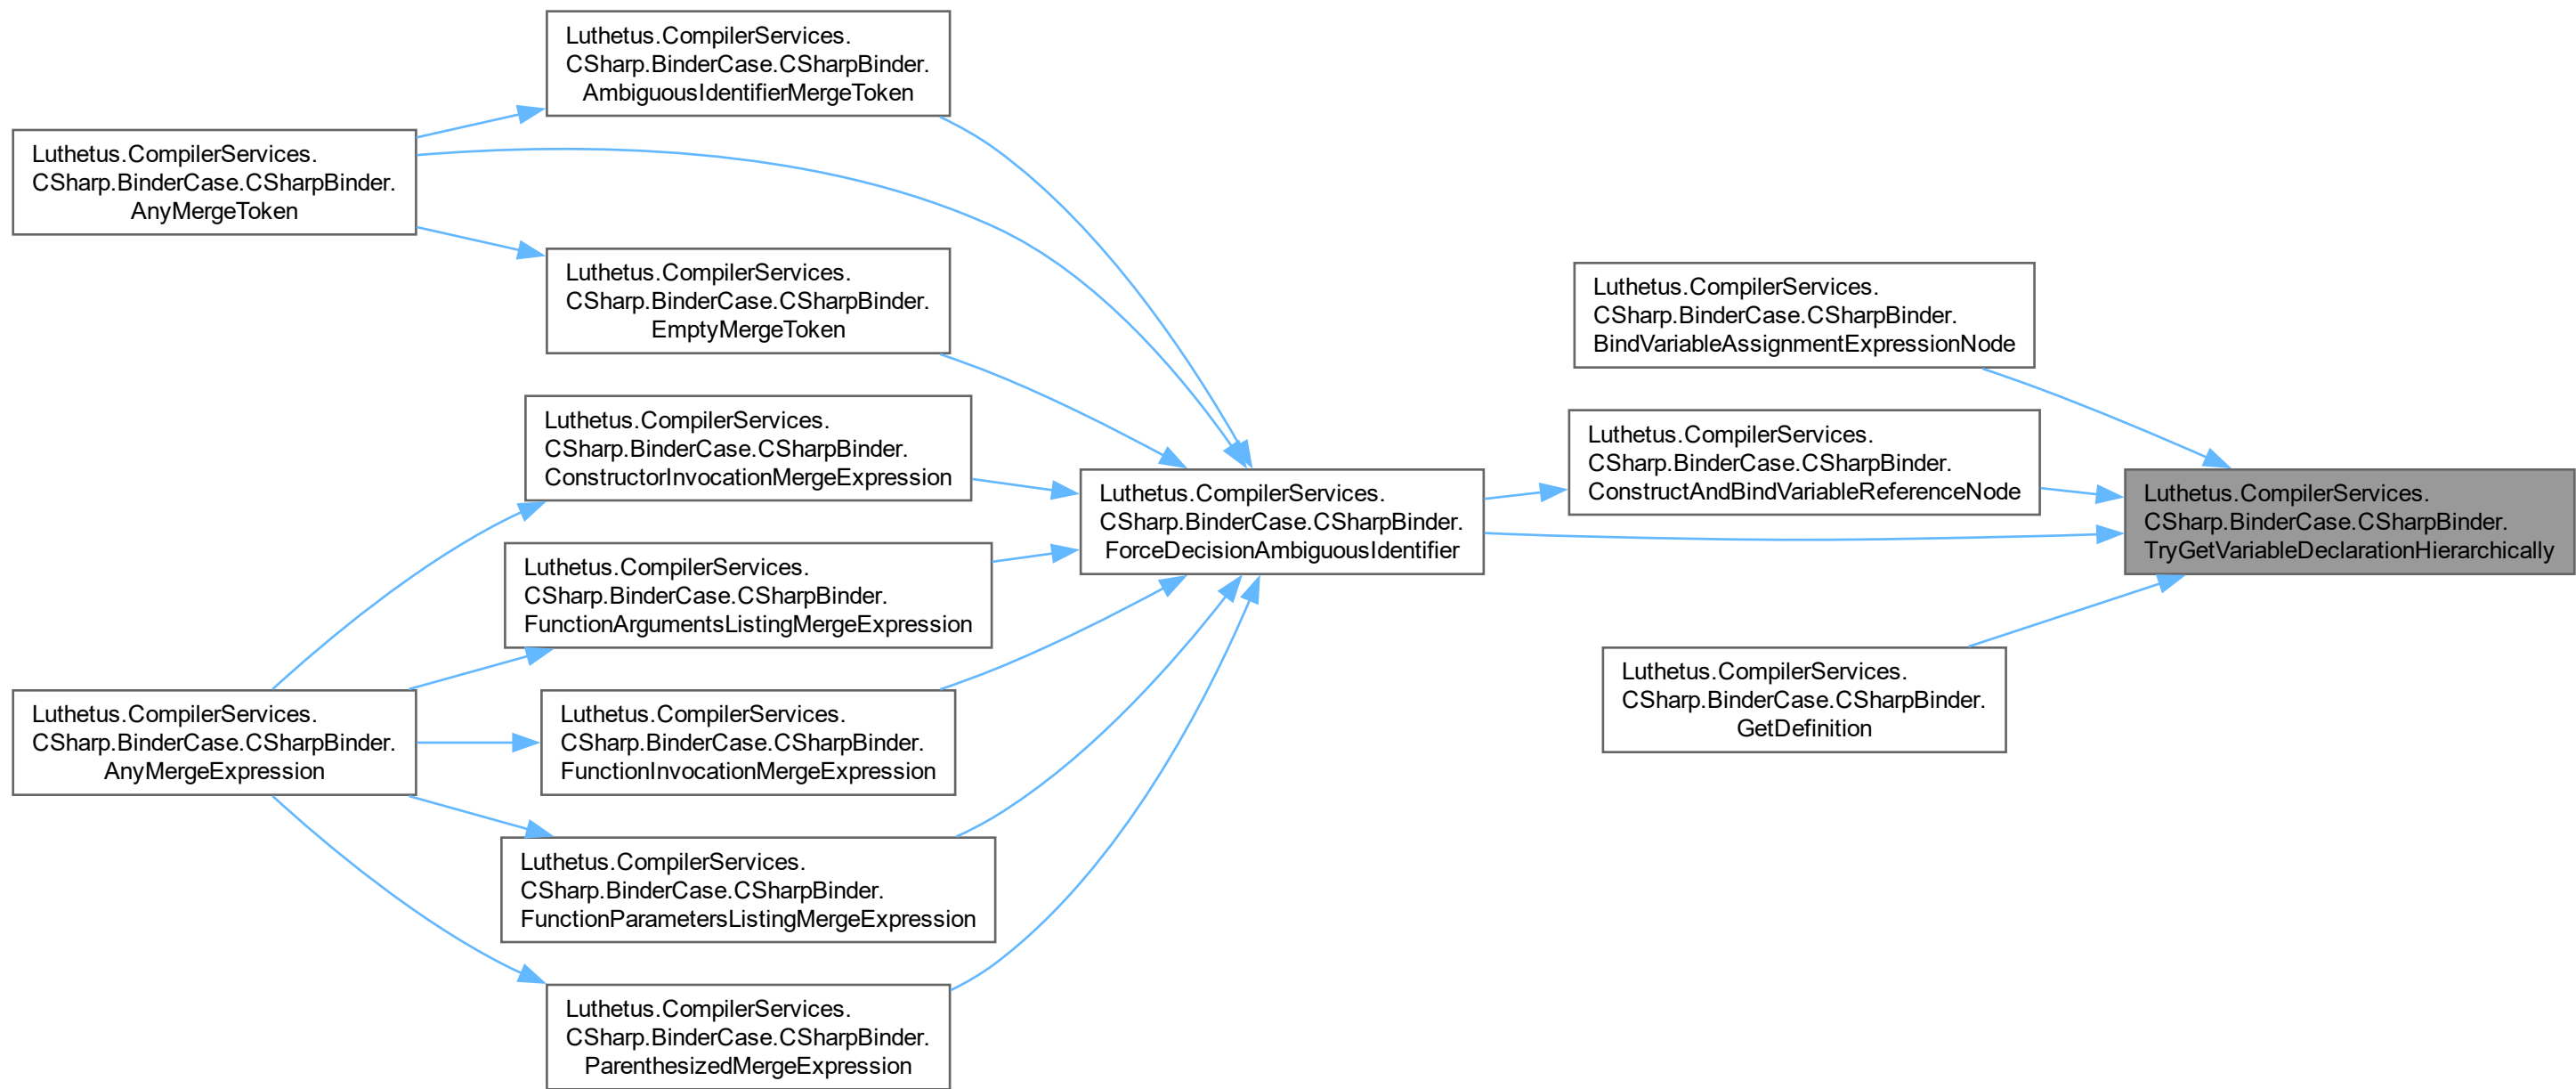 Luthetus.CompilerServices.
CSharp.BinderCase.CSharpBinder.
AmbiguousIdentifierMergeToken
Luthetus.CompilerServices.
CSharp.BinderCase.CSharpBinder.
AnyMergeToken
Luthetus.CompilerServices.
CSharp.BinderCase.CSharpBinder.
EmptyMergeToken
Luthetus.CompilerServices.
CSharp.BinderCase.CSharpBinder.
BindVariableAssignmentExpressionNode
Luthetus.CompilerServices.
CSharp.BinderCase.CSharpBinder.
ConstructorInvocationMergeExpression
Luthetus.CompilerServices.
CSharp.BinderCase.CSharpBinder.
ConstructAndBindVariableReferenceNode
Luthetus.CompilerServices.
CSharp.BinderCase.CSharpBinder.
ForceDecisionAmbiguousIdentifier
Luthetus.CompilerServices.
CSharp.BinderCase.CSharpBinder.
TryGetVariableDeclarationHierarchically
Luthetus.CompilerServices.
CSharp.BinderCase.CSharpBinder.
FunctionArgumentsListingMergeExpression
Luthetus.CompilerServices.
CSharp.BinderCase.CSharpBinder.
GetDefinition
Luthetus.CompilerServices.
CSharp.BinderCase.CSharpBinder.
AnyMergeExpression
Luthetus.CompilerServices.
CSharp.BinderCase.CSharpBinder.
FunctionInvocationMergeExpression
Luthetus.CompilerServices.
CSharp.BinderCase.CSharpBinder.
FunctionParametersListingMergeExpression
Luthetus.CompilerServices.
CSharp.BinderCase.CSharpBinder.
ParenthesizedMergeExpression